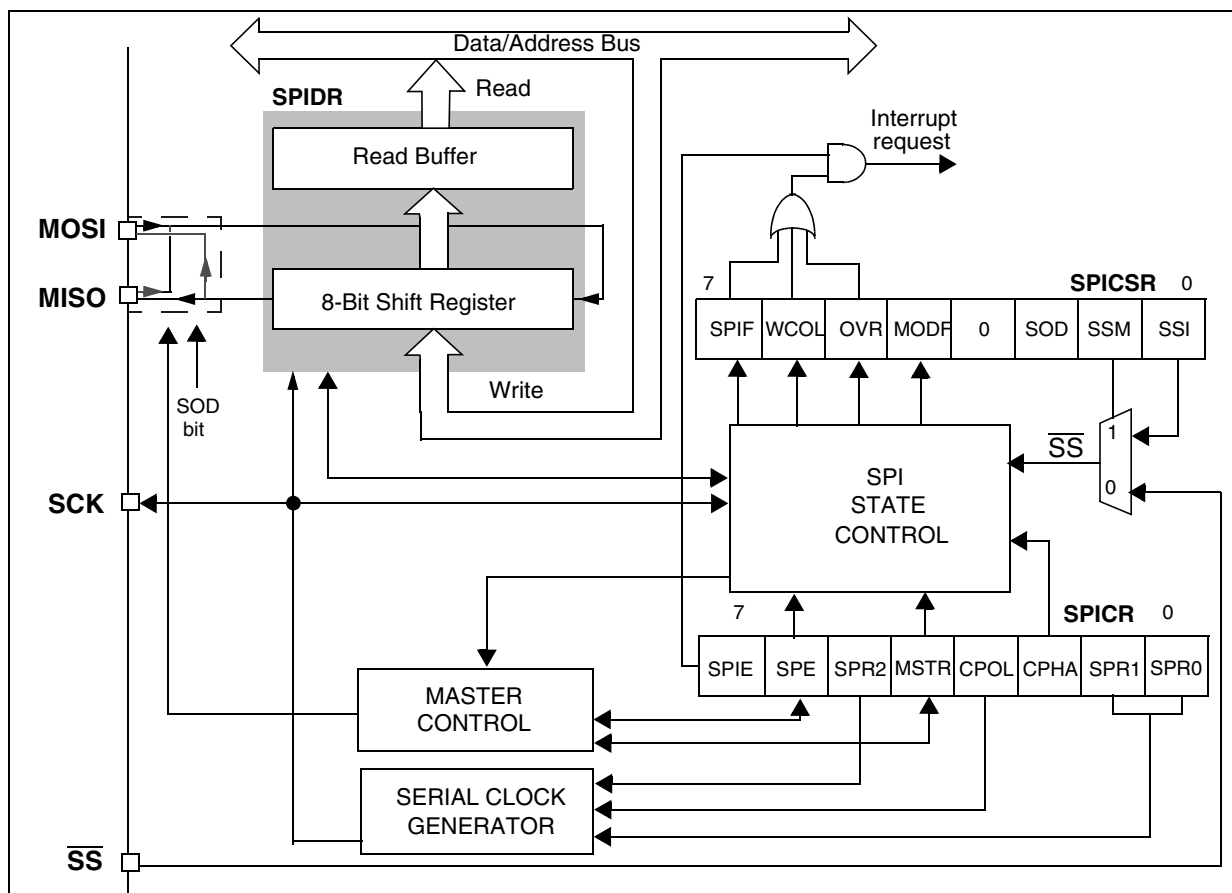 Data/Address Bus
SPIDR
Read
Read Buffer
Interrupt
request
MOSI
MISO
8-Bit Shift Register
7
SPICSR
0
SPIF WCOL OVR MODF 0 SOD SSM SSI
Write
SOD
bit
1
SS
0
SCK
SPI
STATE
CONTROL
7
SPICR
0
SPIE SPE SPR2 MSTR CPOL CPHA SPR1 SPR0
MASTER
CONTROL
SERIAL CLOCK
GENERATOR
SS